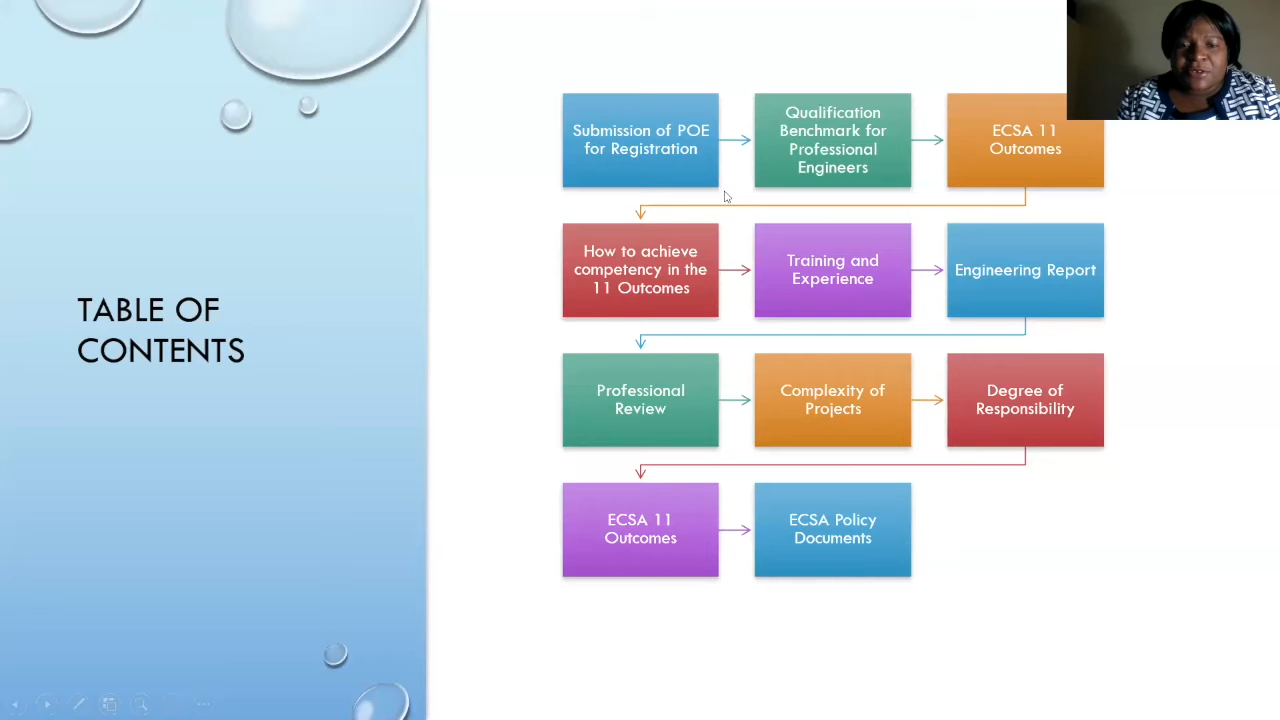 TABLE OF
CONTENTS
Submission of POE
for Registration
Qualification
Benchmark for
Professional
Engineers
ECSA 11
Outcomes
How to achieve
competency in the
11 Outcomes
Training and
Experience
Engineering Report
Professional
Review
Complexity of
Projects
Degree of
Responsibility
ECSA 11
Outcomes
ECSA Policy
Documents